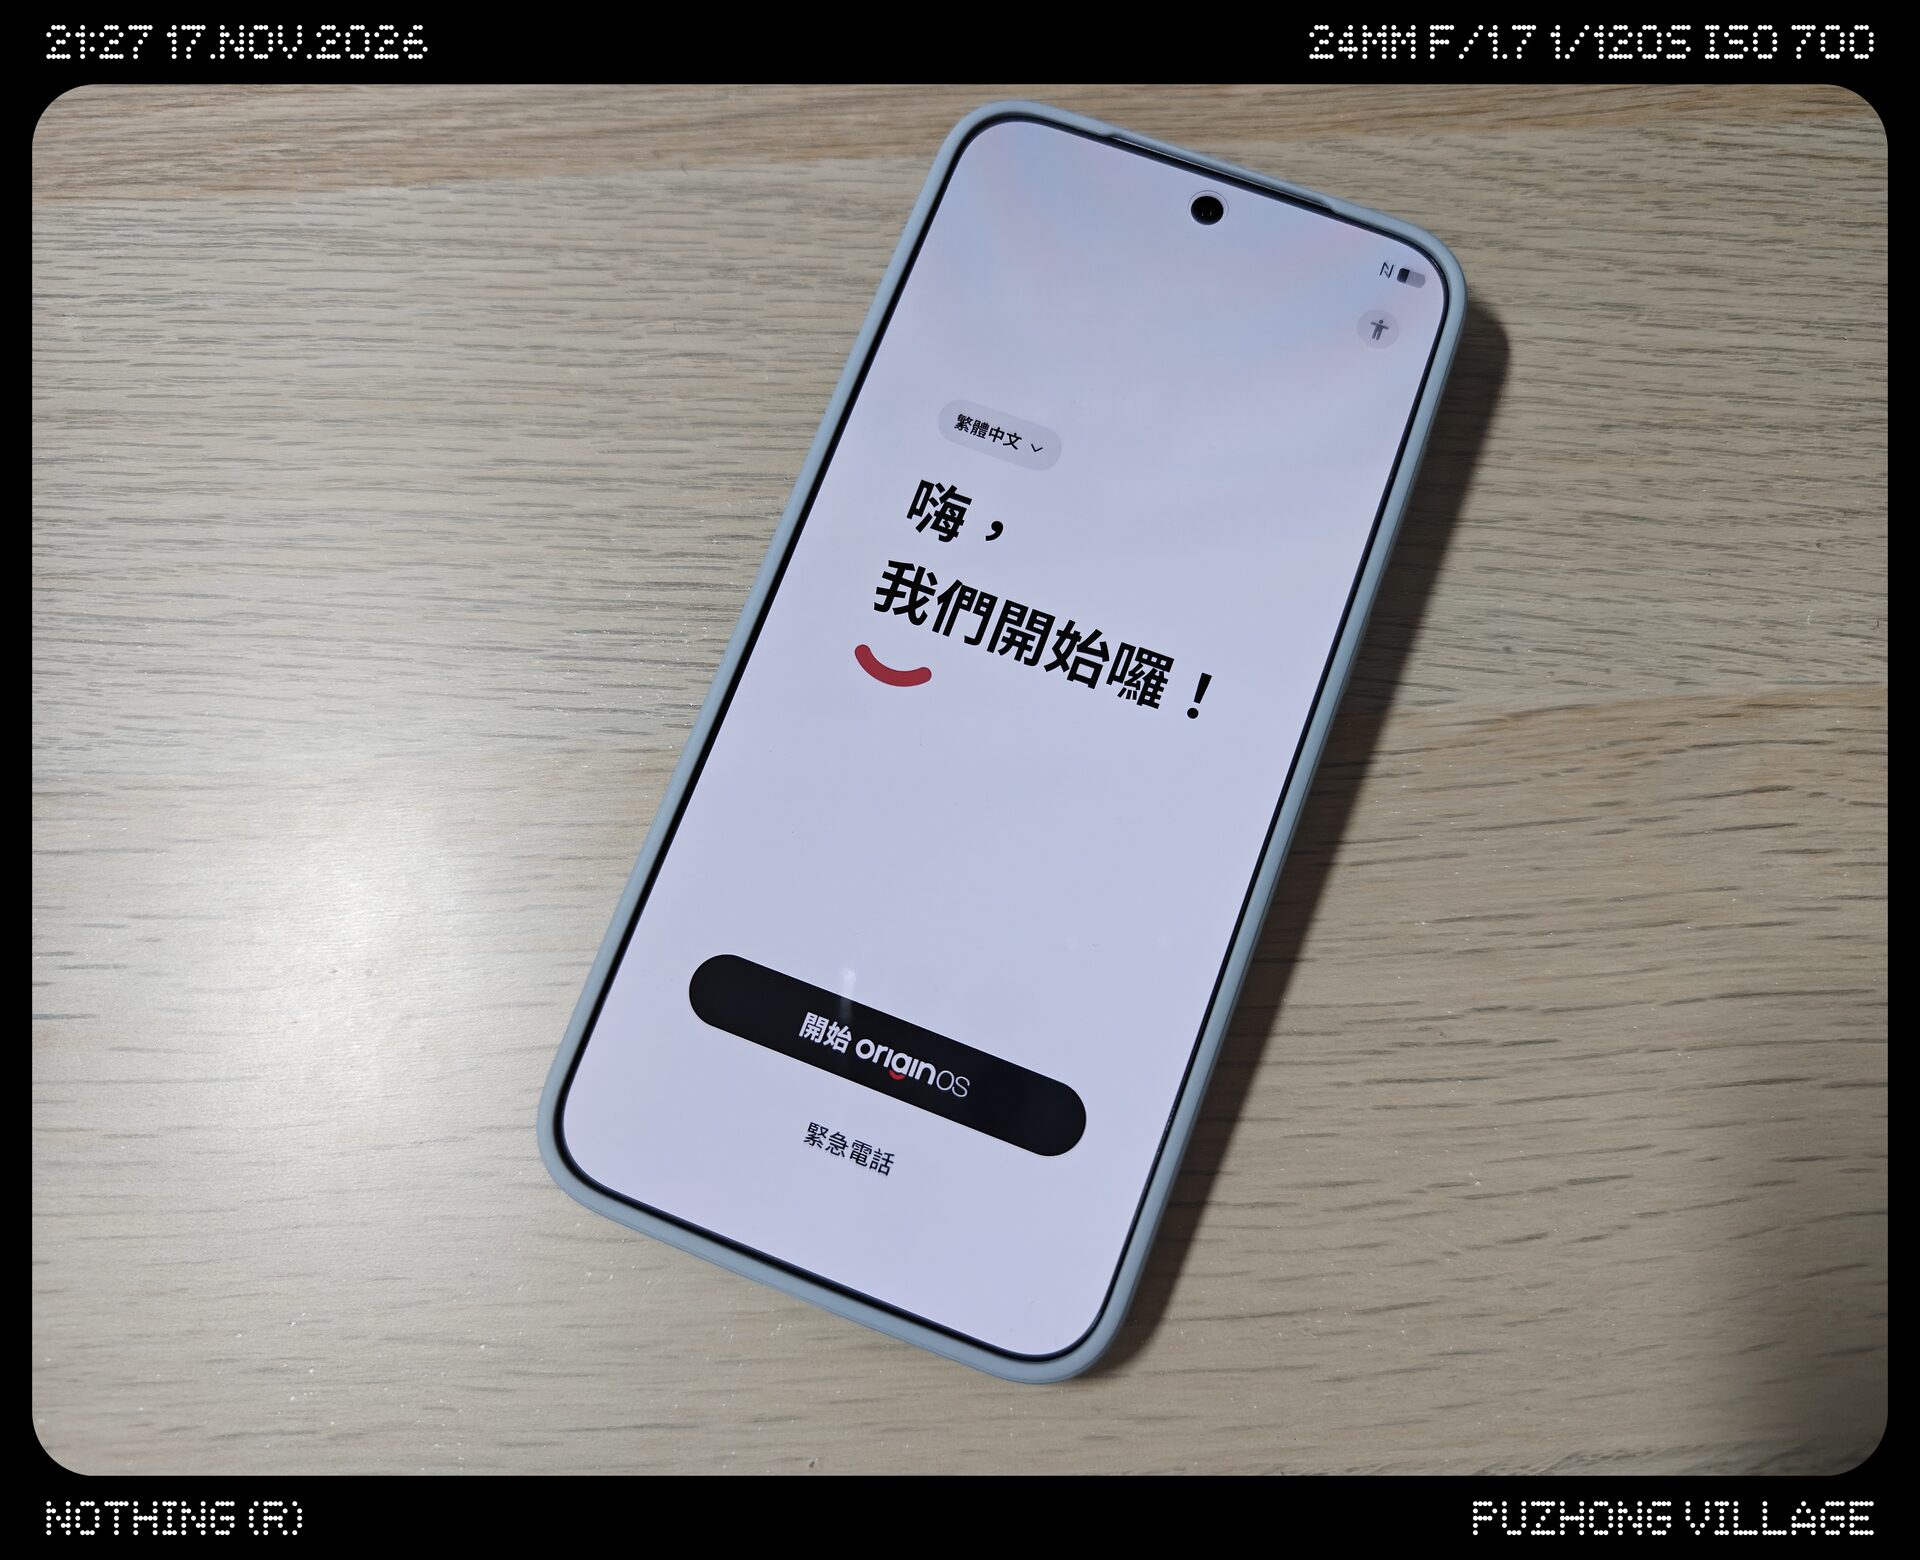 21:27 17.NOV.2026
24MM F/1.7 1/120S ISO 700
繁體中文
嗨，
我們開始囉！
開始 originOS
緊急電話
NOTHING (R)
PUZHONG VILLAGE